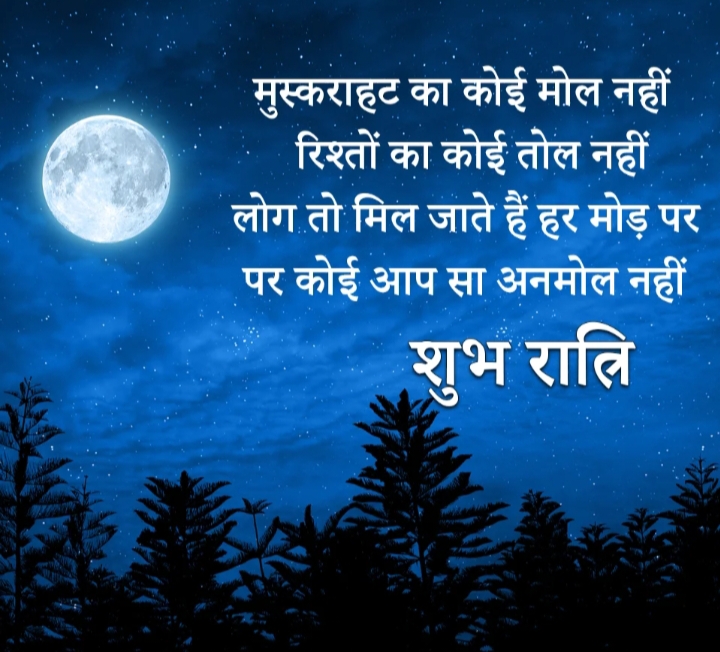 मुस्कराहट का कोई मोल नहीं
रिश्तों का कोई तोल नहीं
लोग तो मिल जाते हैं हर मोड़ पर
पर कोई आप सा अनमोल नहीं
शुभ रात्रि